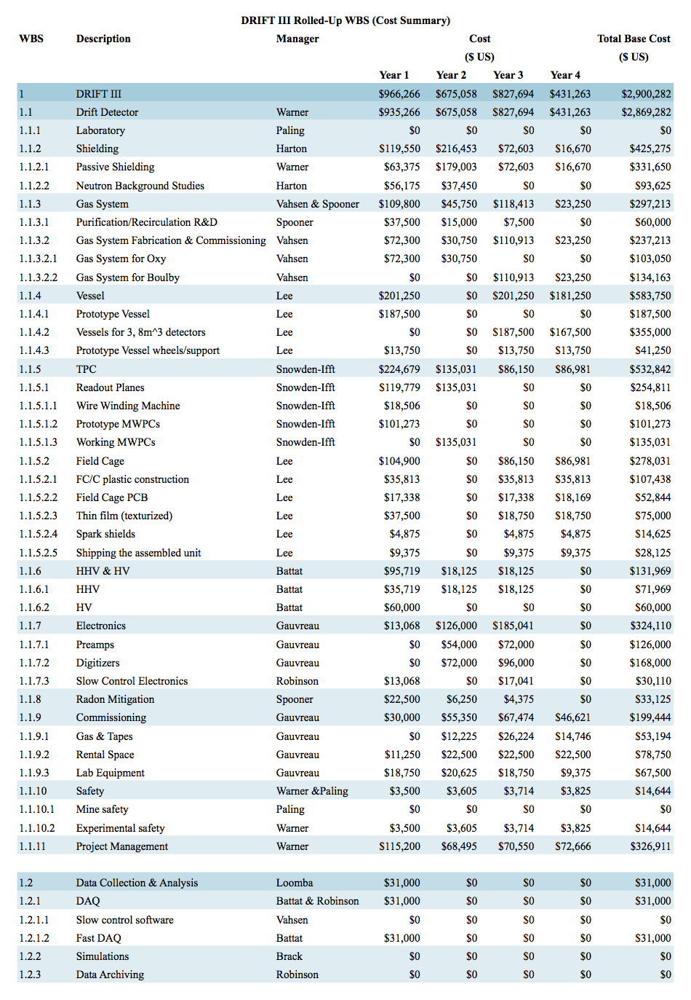 DRIFT III Rolled-Up WBS (Cost Summary)
WBS Description Manager Cost Total Base Cost
($ US) ($ US)
Year 1 Year 2 Year 3 Year 4
1 DRIFT III $966,266 $675,058 $827,694 $431,263 $2,900,282
1.1 Drift Detector Warner $935,266 $675,058 $827,694 $431,263 $2,869,282
1.1.1 Laboratory Paling $0 $0 $0 $0 $0
1.1.2 Shielding Harton $119,550 $216,453 $72,603 $16,670 $425,275
1.1.2.1 Passive Shielding Warner $63,375 $179,003 $72,603 $16,670 $331,650
1.1.2.2 Neutron Background Studies Harton $56,175 $37,450 $0 $0 $93,625
1.1.3 Gas System Vahsen & Spooner $109,800 $45,750 $118,413 $23,250 $297,213
1.1.3.1 Purification/Recirculation R&D Spooner $37,500 $15,000 $7,500 $0 $60,000
1.1.3.2 Gas System Fabrication & Commissioning Vahsen $72,300 $30,750 $110,913 $23,250 $237,213
1.1.3.2.1 Gas System for Oxy Vahsen $72,300 $30,750 $0 $0 $103,050
1.1.3.2.2 Gas System for Boulby Vahsen $0 $0 $110,913 $23,250 $134,163
1.1.4 Vessel Lee $201,250 $0 $201,250 $181,250 $583,750
1.1.4.1 Prototype Vessel Lee $187,500 $0 $0 $0 $187,500
1.1.4.2 Vessels for 3, 8m^3 detectors Lee $0 $0 $187,500 $167,500 $355,000
1.1.4.3 Prototype Vessel wheels/support Lee $13,750 $0 $13,750 $13,750 $41,250
1.1.5 TPC Snowden-Ifft $224,679 $135,031 $86,150 $86,981 $532,842
1.1.5.1 Readout Planes Snowden-Ifft $119,779 $135,031 $0 $0 $254,811
1.1.5.1.1 Wire Winding Machine Snowden-Ifft $18,506 $0 $0 $0 $18,506
1.1.5.1.2 Prototype MWPCs Snowden-Ifft $101,273 $0 $0 $0 $101,273
1.1.5.1.3 Working MWPCs Snowden-Ifft $0 $135,031 $0 $0 $135,031
1.1.5.2 Field Cage Lee $104,900 $0 $86,150 $86,981 $278,031
1.1.5.2.1 FC/C plastic construction Lee $35,813 $0 $35,813 $35,813 $107,438
1.1.5.2.2 Field Cage PCB Lee $17,338 $0 $17,338 $18,169 $52,844
1.1.5.2.3 Thin film (texturized) Lee $37,500 $0 $18,750 $18,750 $75,000
1.1.5.2.4 Spark shields Lee $4,875 $0 $4,875 $4,875 $14,625
1.1.5.2.5 Shipping the assembled unit Lee $9,375 $0 $9,375 $9,375 $28,125
1.1.6 HHV & HV Battat $95,719 $18,125 $18,125 $0 $131,969
1.1.6.1 HHV Battat $35,719 $18,125 $18,125 $0 $71,969
1.1.6.2 HV Battat $60,000 $0 $0 $0 $60,000
1.1.7 Electronics Gauvreau $13,068 $126,000 $185,041 $0 $324,110
1.1.7.1 Preamps Gauvreau $0 $54,000 $72,000 $0 $126,000
1.1.7.2 Digitizers Gauvreau $0 $72,000 $96,000 $0 $168,000
1.1.7.3 Slow Control Electronics Robinson $13,068 $0 $17,041 $0 $30,110
1.1.8 Radon Mitigation Spooner $22,500 $6,250 $4,375 $0 $33,125
1.1.9 Commissioning Gauvreau $30,000 $55,350 $67,474 $46,621 $199,444
1.1.9.1 Gas & Tapes Gauvreau $0 $12,225 $26,224 $14,746 $53,194
1.1.9.2 Rental Space Gauvreau $11,250 $22,500 $22,500 $22,500 $78,750
1.1.9.3 Lab Equipment Gauvreau $18,750 $20,625 $18,750 $9,375 $67,500
1.1.10 Safety Warner &Paling $3,500 $3,605 $3,714 $3,825 $14,644
1.1.10.1 Mine safety Paling $0 $0 $0 $0 $0
1.1.10.2 Experimental safety Warner $3,500 $3,605 $3,714 $3,825 $14,644
1.1.11 Project Management Warner $115,200 $68,495 $70,550 $72,666 $326,911
1.2 Data Collection & Analysis Loomba $31,000 $0 $0 $0 $31,000
1.2.1 DAQ Battat & Robinson $31,000 $0 $0 $0 $31,000
1.2.1.1 Slow control software Vahsen $0 $0 $0 $0 $0
1.2.1.2 Fast DAQ Battat $31,000 $0 $0 $0 $31,000
1.2.2 Simulations Brack $0 $0 $0 $0 $0
1.2.3 Data Archiving Robinson $0 $0 $0 $0 $0